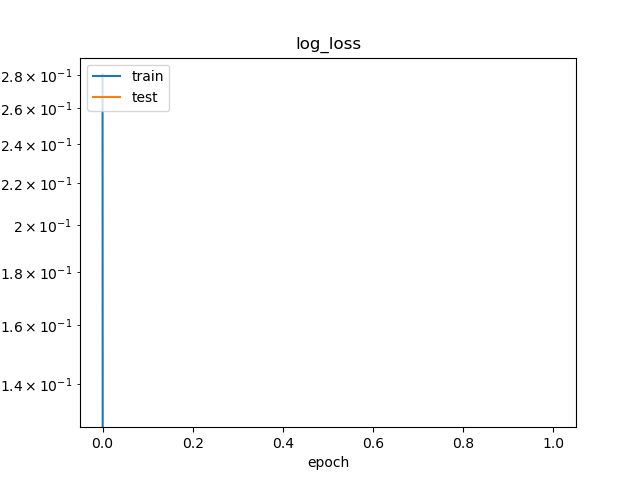 log_loss
train
test
2.8 × 10⁻¹
2.6 × 10⁻¹
2.4 × 10⁻¹
2.2 × 10⁻¹
2 × 10⁻¹
1.8 × 10⁻¹
1.6 × 10⁻¹
1.4 × 10⁻¹
0.0 0.2 0.4 0.6 0.8 1.0
epoch